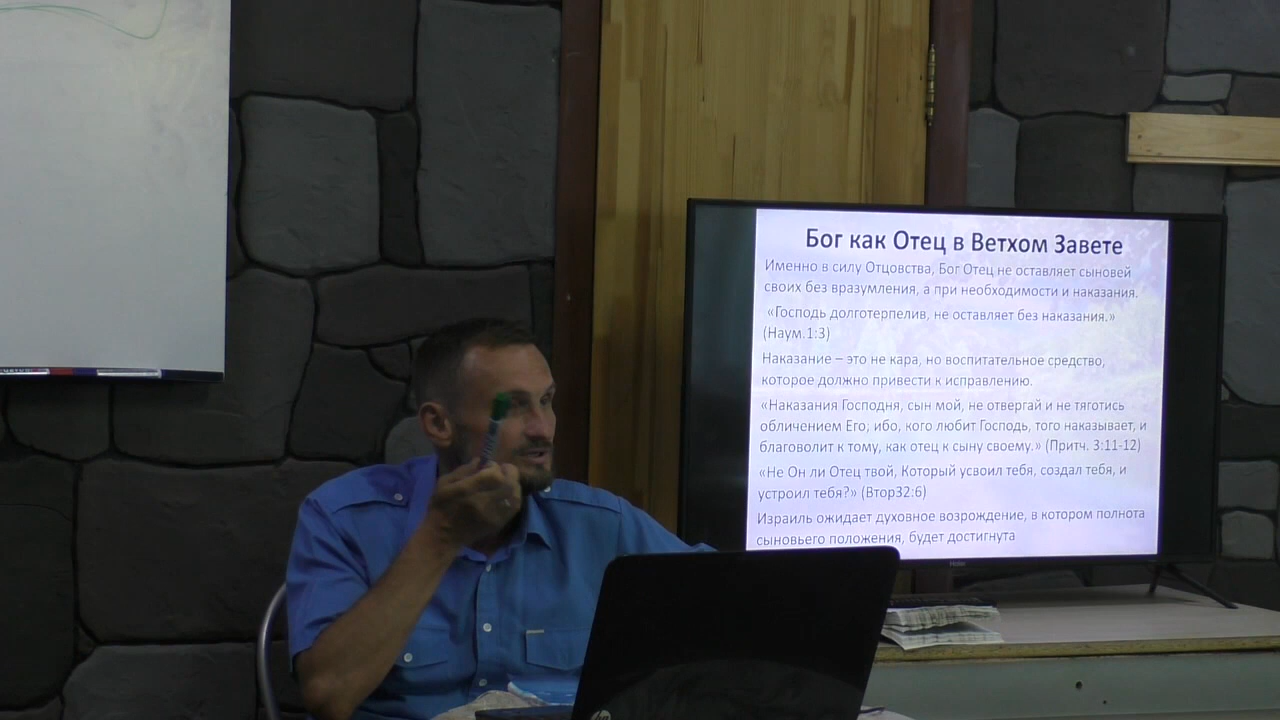 Бог как Отец в Ветхом Завете
Именно в силу Отцовства, Бог Отец не оставляет сыновей
своих без вразумления, а при необходимости и наказания.
«Господь долготерпелив, не оставляет без наказания.»
(Наум.1:3)
Наказание – это не кара, но воспитательное средство,
которое должно привести к исправлению.
«Наказания Господня, сын мой, не отвергай и не тяготись
обличением Его, ибо, кого любит Господь, того наказывает, и
благоволит к тому, как отец к сыну своему.» (Притч. 3:11-12)
«Не Он ли Отец твой, Который усвоил тебя, создал тебя, и
устроил тебя?» (Втор32:6)
Израиль ожидает духовное возрождение, в котором полнота
сыновьего положения, будет достигнута
Haier
hp